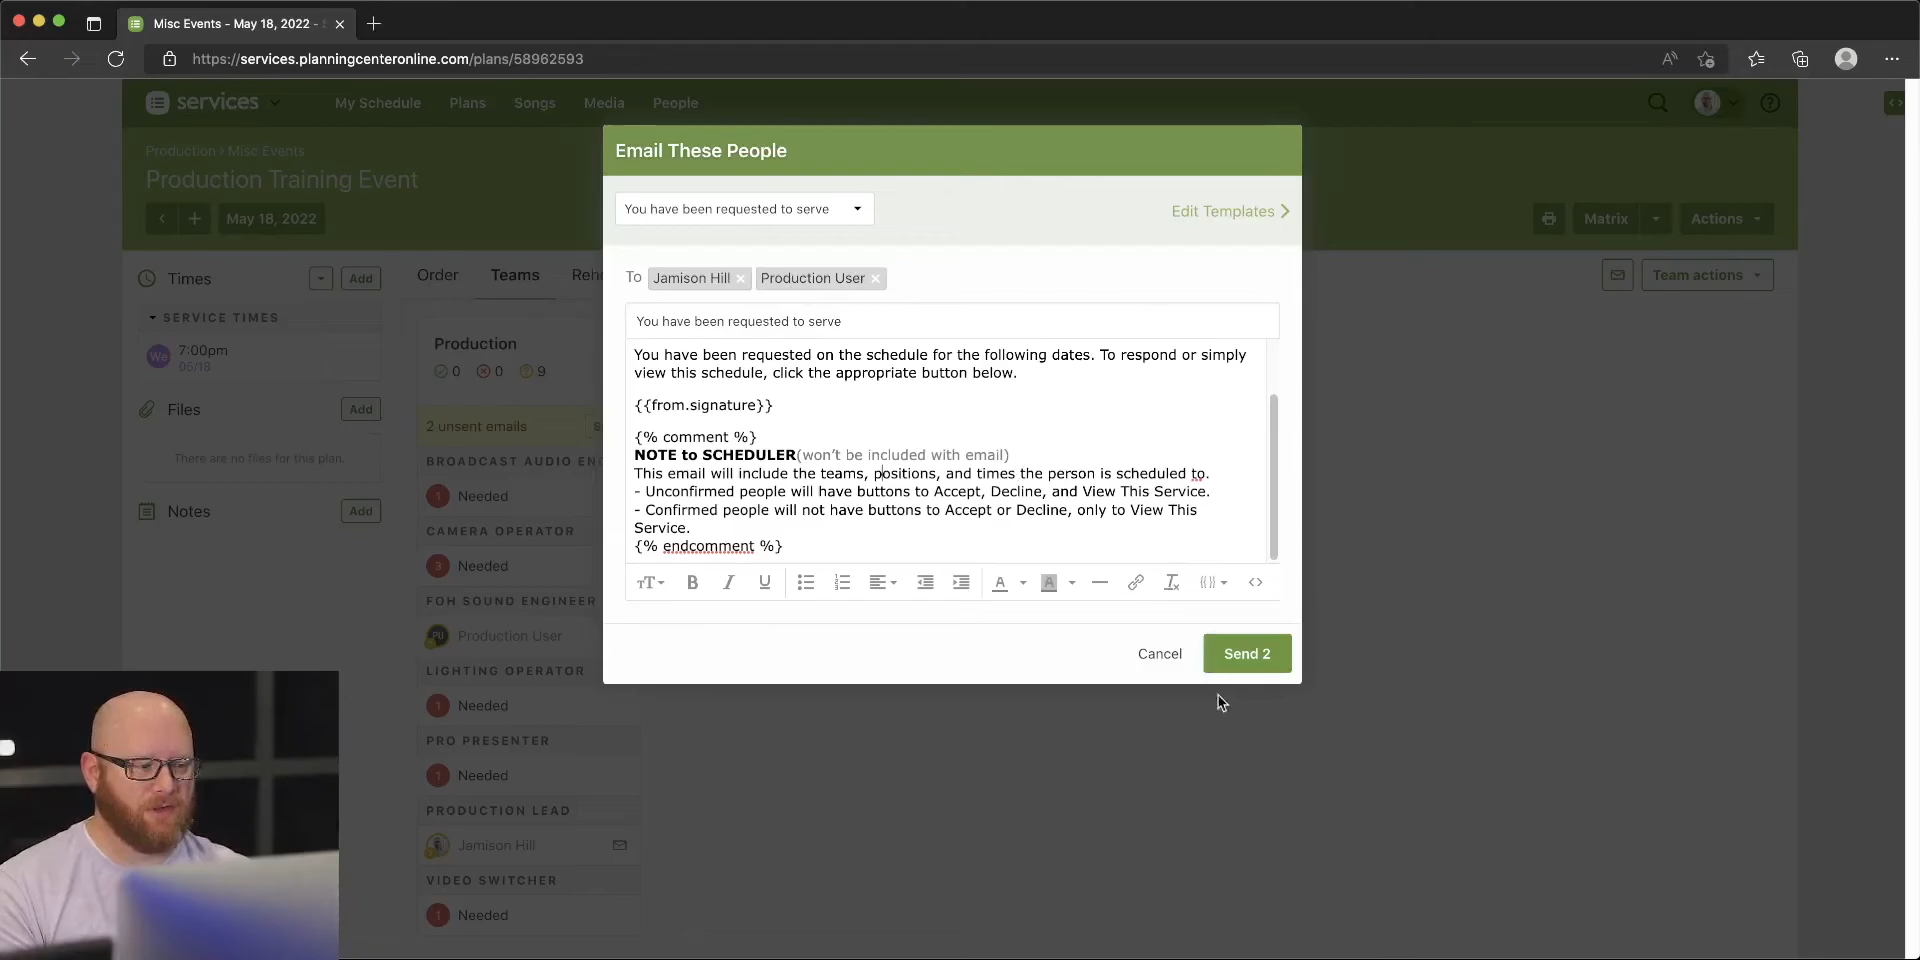 Misc Events - May 18, 2022 -
https://services.planningcenteronline.com/plans/58962593
services
My Schedule
Plans
Songs
Media
People
Production › Misc Events
Production Training Event
May 18, 2022
Matrix
Actions
Email These People
You have been requested to serve
Edit Templates
To Jamison Hill Production User
You have been requested to serve
You have been requested on the schedule for the following dates. To respond or simply
view this schedule, click the appropriate button below.
{{from.signature}}
{% comment %}
NOTE to SCHEDULER(won't be included with email)
This email will include the teams, positions, and times the person is scheduled to.
- Unconfirmed people will have buttons to Accept, Decline, and View This Service.
- Confirmed people will not have buttons to Accept or Decline, only to View This
Service.
{% endcomment %}
Cancel
Send 2
Times
Add
SERVICE TIMES
We
7:00pm
05/18
Files
Add
There are no files for this plan.
Notes
Add
Order
Teams
Team actions
Production
0
0
9
2 unsent emails
BROADCAST AUDIO EN
1 Needed
CAMERA OPERATOR
3 Needed
FOH SOUND ENGINEER
PU Production User
LIGHTING OPERATOR
1 Needed
PRO PRESENTER
1 Needed
PRODUCTION LEAD
Jamison Hill
VIDEO SWITCHER
1 Needed